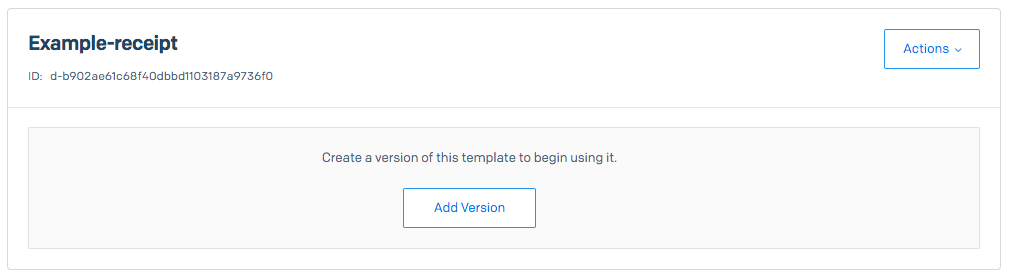 Example-receipt
Actions
ID: d-b902ae61c68f40dbbd1103187a9736f0
Create a version of this template to begin using it.
Add Version